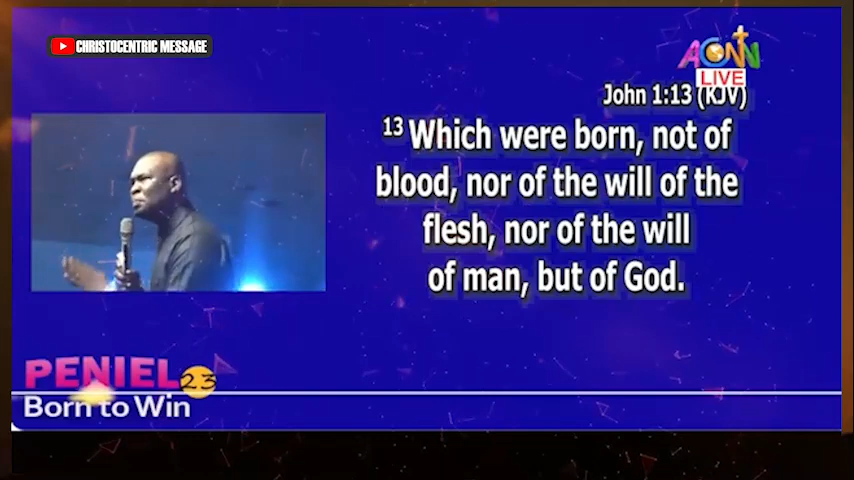 CHRISTOCENTRIC MESSAGE
ACNN
LIVE
John 1:13 (KJV)
13 Which were born, not of
blood, nor of the will of the
flesh, nor of the will
of man, but of God.
PENIEL 23
Born to Win